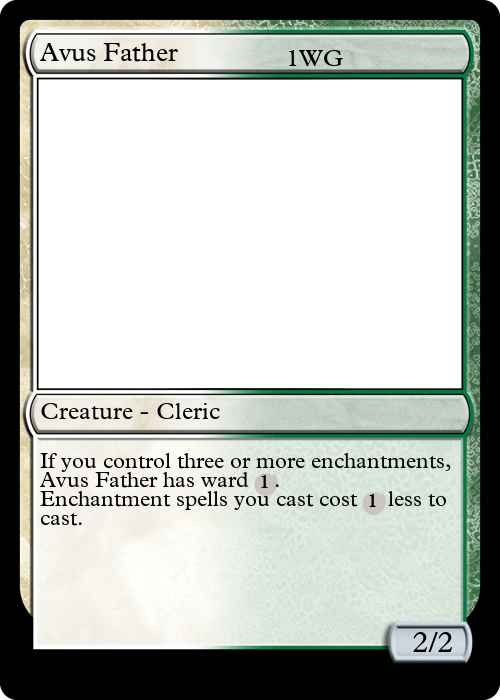 Avus Father 1WG
Creature - Cleric
If you control three or more enchantments,
Avus Father has ward 1.
Enchantment spells you cast cost 1 less to
cast.
2/2